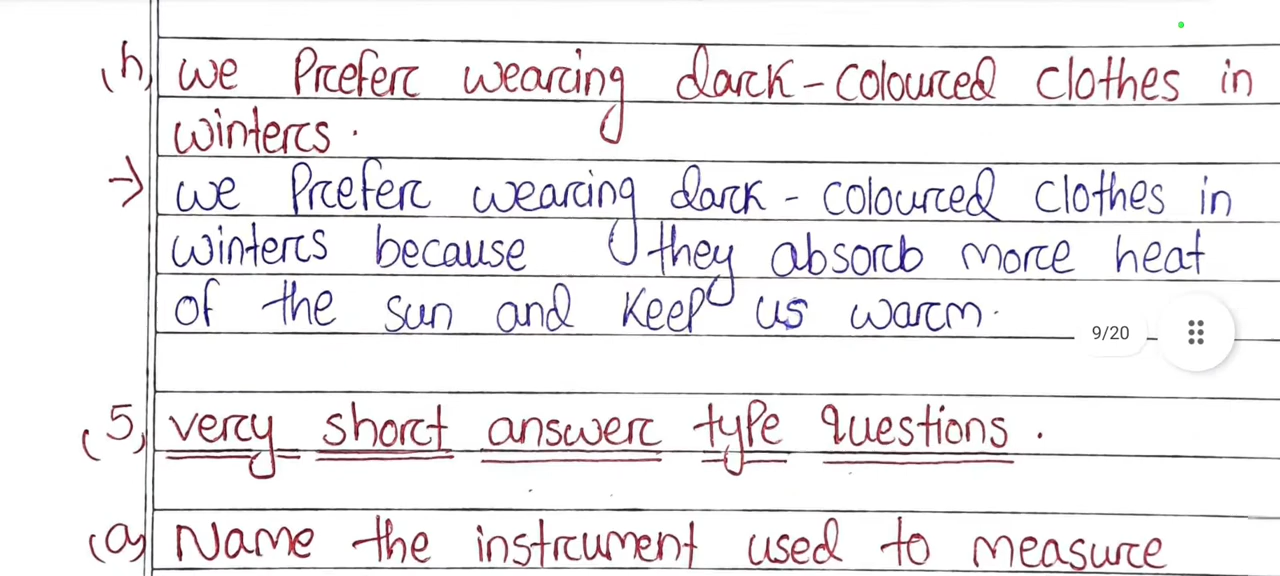 (h) We Prefer wearing dark-coloured clothes in
winters.
→ We Prefer wearing dark-coloured clothes in
winters because they absorb more heat
of the sun and keep us warm.
9/20
(5) very short answer type questions.
(a) Name the instrument used to measure